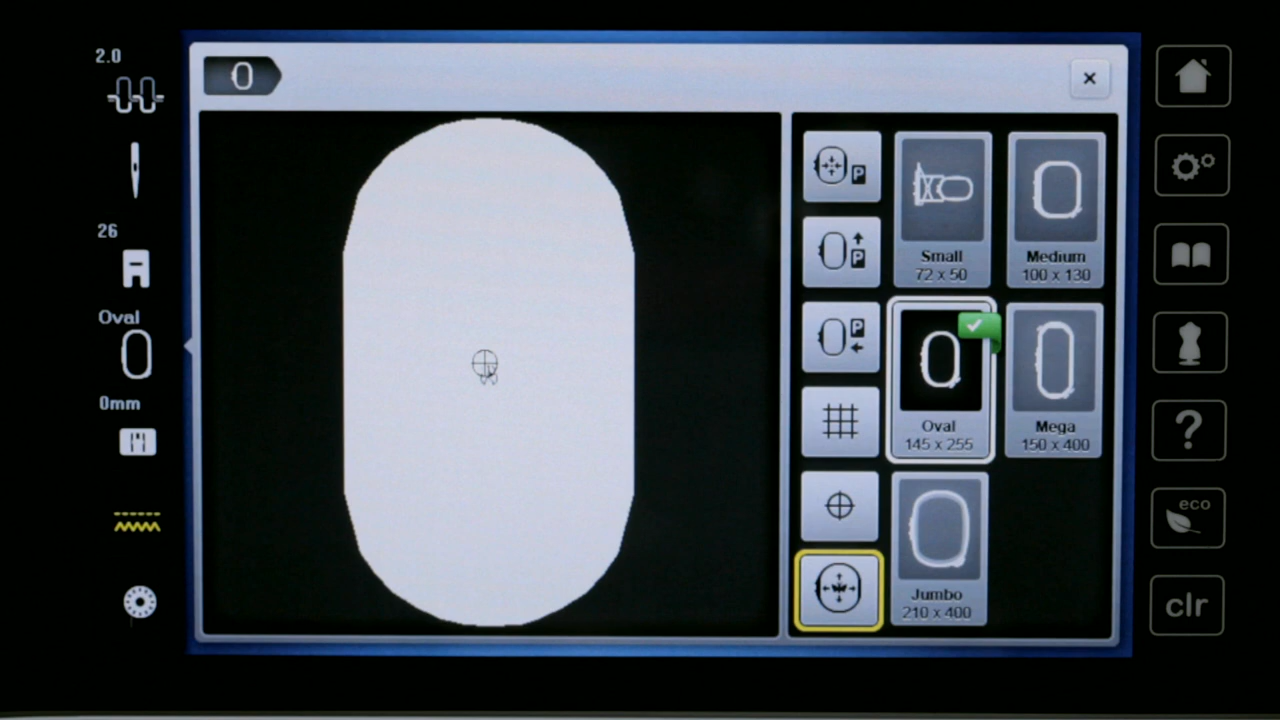 2.0
26
Oval
0mm
P
P
P
Small
72 x 50
Medium
100 x 130
Oval
145 x 255
Mega
150 x 400
Jumbo
210 x 400
?
eco
clr